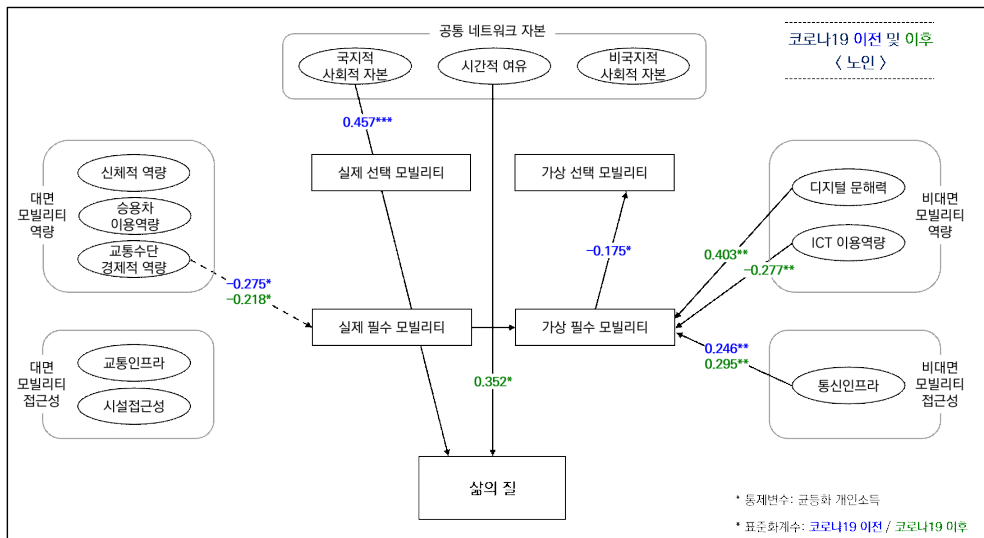 공통 네트워크 자본
국지적
사회적 자본
시간적 여유
비국지적
사회적 자본
코로나19 이전 및 이후
< 노인 >
0.457***
대면
모빌리티
역량
신체적 역량
승용차
이용역량
교통수단
경제적 역량
실제 선택 모빌리티
가상 선택 모빌리티
디지털 문해력
ICT 이용역량
비대면
모빌리티
역량
-0.175*
0.403**
-0.277**
-0.275*
-0.218*
실제 필수 모빌리티
가상 필수 모빌리티
0.246**
0.295**
대면
모빌리티
접근성
교통인프라
시설접근성
0.352*
통신인프라
비대면
모빌리티
접근성
삶의 질
* 통제변수: 균등화 개인소득
* 표준화계수: 코로나19 이전 / 코로나19 이후